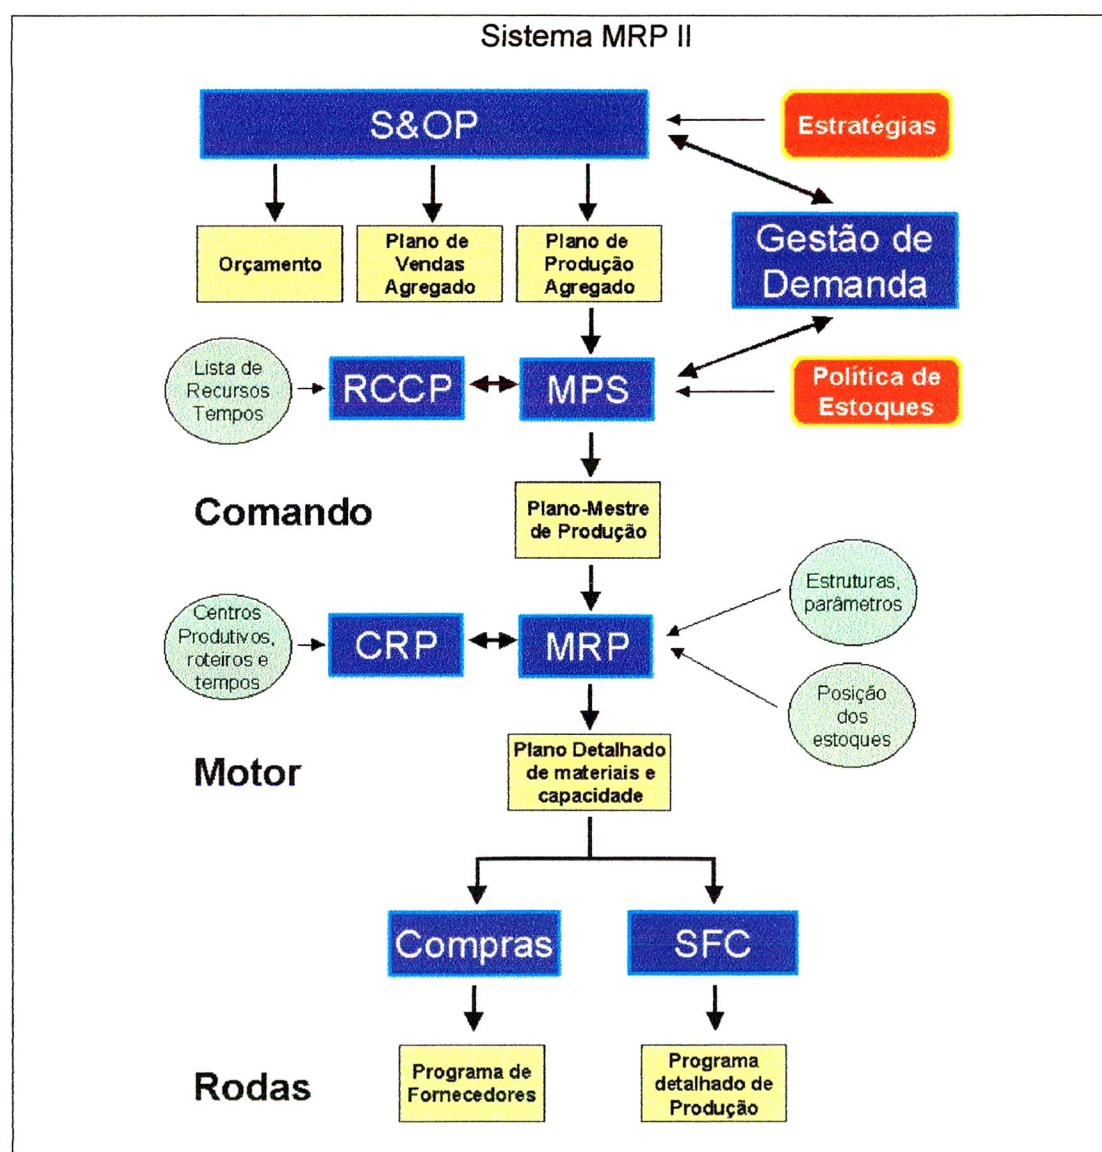 Sistema MRP II
S&OP
Estratégias
Gestão de
Demanda
Orçamento
Plano de
Vendas
Agregado
Plano de
Produção
Agregado
Lista de
Recursos
Tempos
RCCP
MPS
Política de
Estoques
Comando
Plano-Mestre
de Produção
Estruturas,
parâmetros
Centros
Produtivos,
roteiros e
tempos
CRP
MRP
Posição
dos
estoques
Motor
Plano Detalhado
de materiais e
capacidade
Compras
SFC
Rodas
Programa de
Fornecedores
Programa
detalhado de
Produção